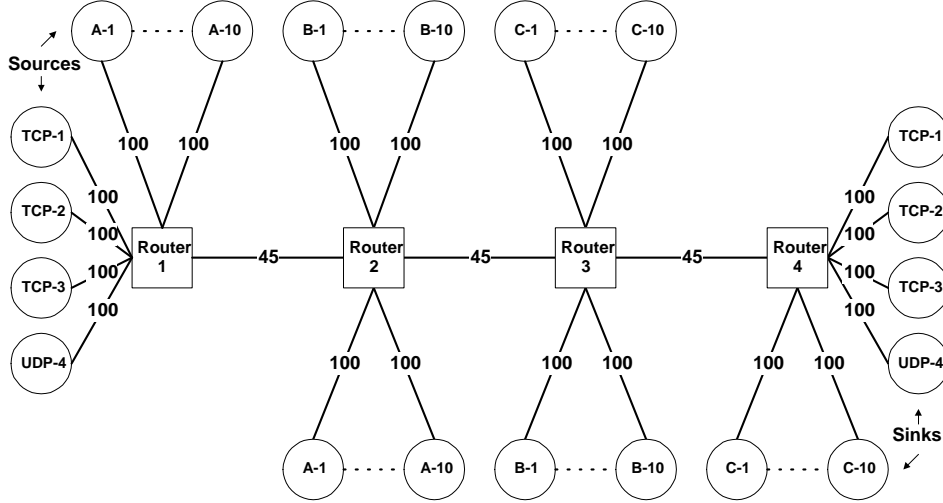 A-1 . . . . . A-10
B-1 . . . . . B-10
C-1 . . . . . C-10
Sources
TCP-1
TCP-2
TCP-3
UDP-4
100
100
100
100
100
100
100
100
100
100
Router
1
45
Router
2
45
Router
3
45
Router
4
100
100
100
100
TCP-1
TCP-2
TCP-3
UDP-4
100
100
100
100
100
100
Sinks
A-1 . . . . . A-10
B-1 . . . . . B-10
C-1 . . . . . C-10